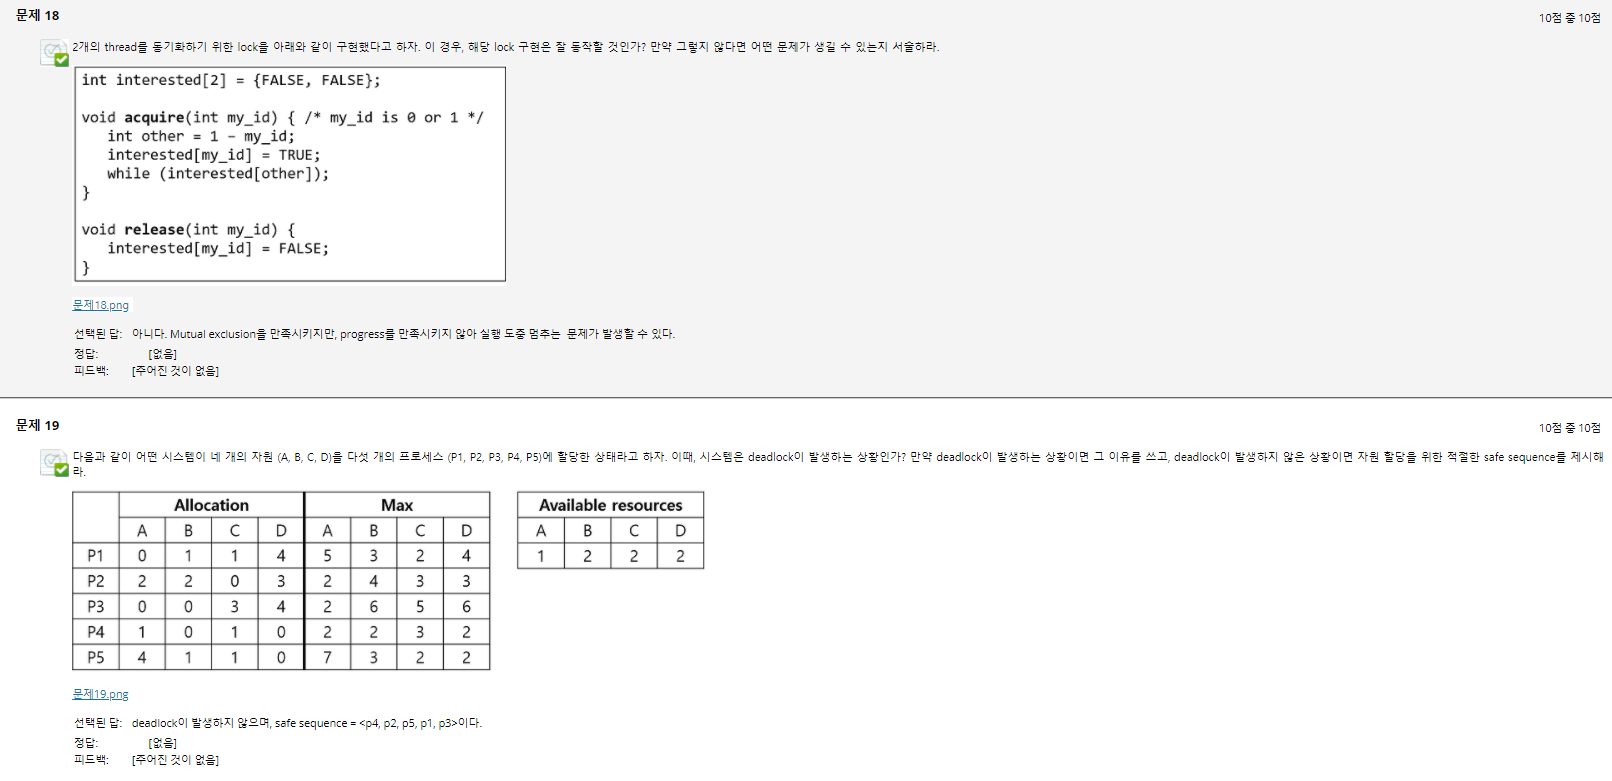 문제 18
10점 중 10점
2개의 thread를 동기화하기 위한 lock을 아래와 같이 구현했다고 하자. 이 경우, 해당 lock 구현은 잘 동작할 것인가? 만약 그렇지 않다면 어떤 문제가 생길 수 있는지 서술하라.
int interested[2] = {FALSE, FALSE};
void acquire(int my_id) { /* my_id is 0 or 1 */
int other = 1 – my_id;
interested[my_id] = TRUE;
while (interested[other]);
}
void release(int my_id) {
interested[my_id] = FALSE;
}
문제18.png
선택된 답: 아니다. Mutual exclusion을 만족시키지만, progress를 만족시키지 않아 실행 도중 멈추는 문제가 발생할 수 있다.
정답: [없음]
피드백: [주어진 것이 없음]
문제 19
10점 중 10점
다음과 같이 어떤 시스템이 네 개의 자원 (A, B, C, D)을 다섯 개의 프로세스 (P1, P2, P3, P4, P5)에 할당한 상태라고 하자. 이때, 시스템은 deadlock이 발생하는 상황인가? 만약 deadlock이 발생하는 상황이면 그 이유를 쓰고, deadlock이 발생하지 않은 상황이면 자원 할당을 위한 적절한 safe sequence를 제시해
라.
Allocation Max
A B C D A B C D
P1 0 1 1 4 5 3 2 4
P2 2 2 0 3 2 4 3 3
P3 0 0 3 4 2 6 5 6
P4 1 0 1 0 2 2 3 2
P5 4 1 1 0 7 3 2 2
Available resources
A B C D
1 2 2 2
문제19.png
선택된 답: deadlock이 발생하지 않으며, safe sequence = <p4, p2, p5, p1, p3>이다.
정답: [없음]
피드백: [주어진 것이 없음]